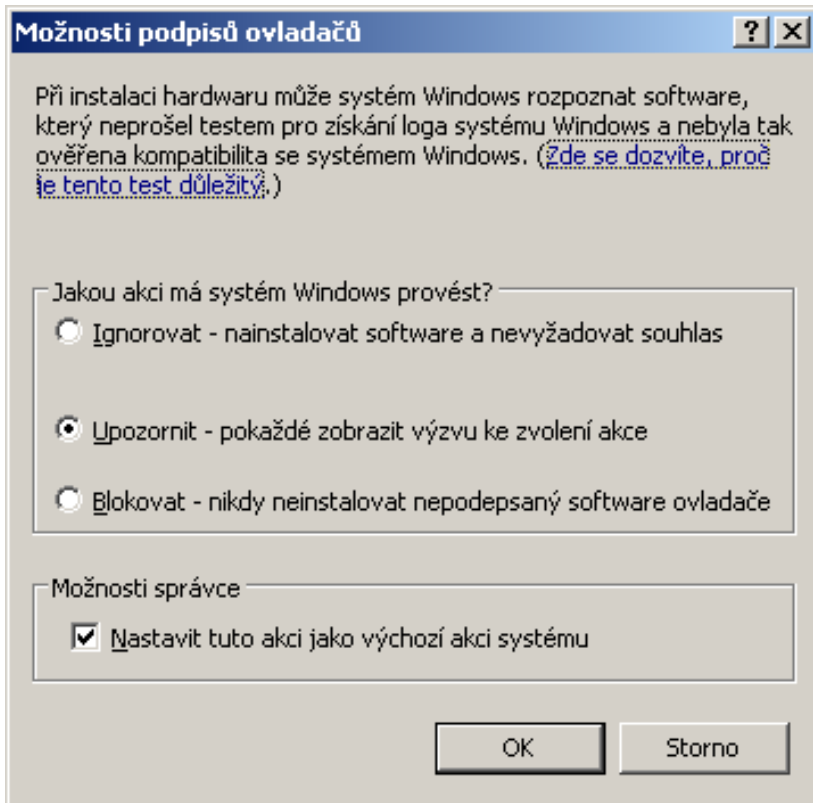 Možnosti podpisů ovladačů
Při instalaci hardwaru může systém Windows rozpoznat software,
který neprošel testem pro získání loga systému Windows a nebyla tak
ověřena kompatibilita se systémem Windows. (Zde se dozvíte, proč
je tento test důležitý.)
Jakou akci má systém Windows provést?
Ignorovat - nainstalovat software a nevyžadovat souhlas
Upozornit - pokaždé zobrazit výzvu ke zvolení akce
Blokovat - nikdy neinstalovat nepodepsaný software ovladače
Možnosti správce
Nastavit tuto akci jako výchozí akci systému
OK
Storno